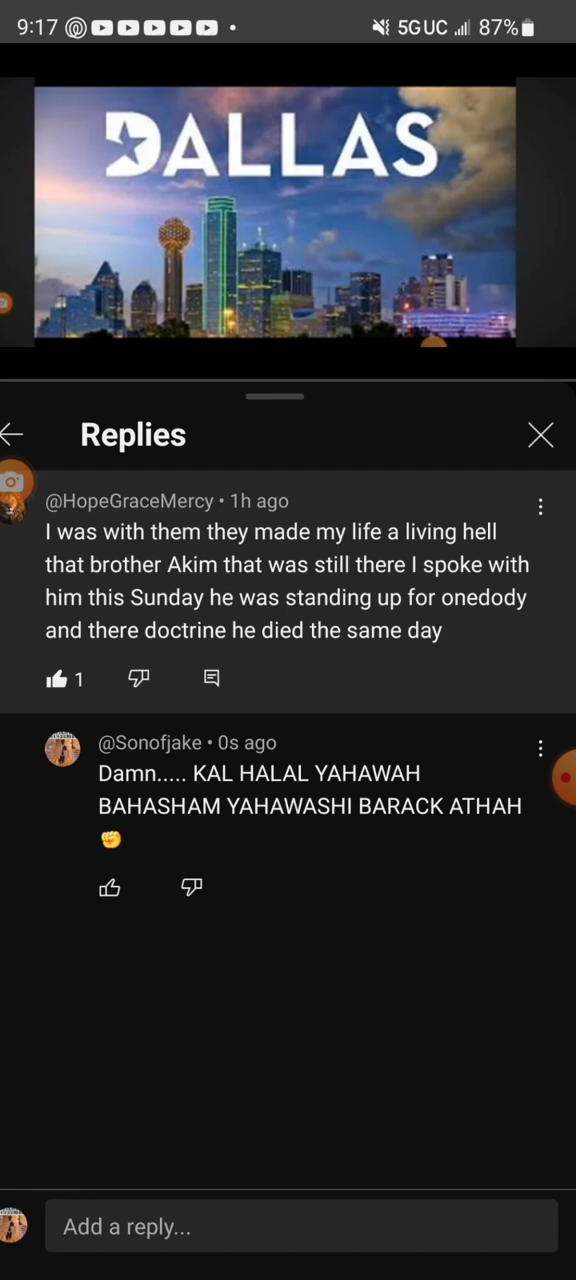 9:17 • 5G UC 87%
DALLAS
Replies
@HopeGraceMercy • 1h ago
I was with them they made my life a living hell
that brother Akim that was still there I spoke with
him this Sunday he was standing up for onedody
and there doctrine he died the same day
1
@Sonofjake • 0s ago
Damn..... KAL HALAL YAHAWAH
BAHASHAM YAHAWASHI BARACK ATHAH
✊
Add a reply...